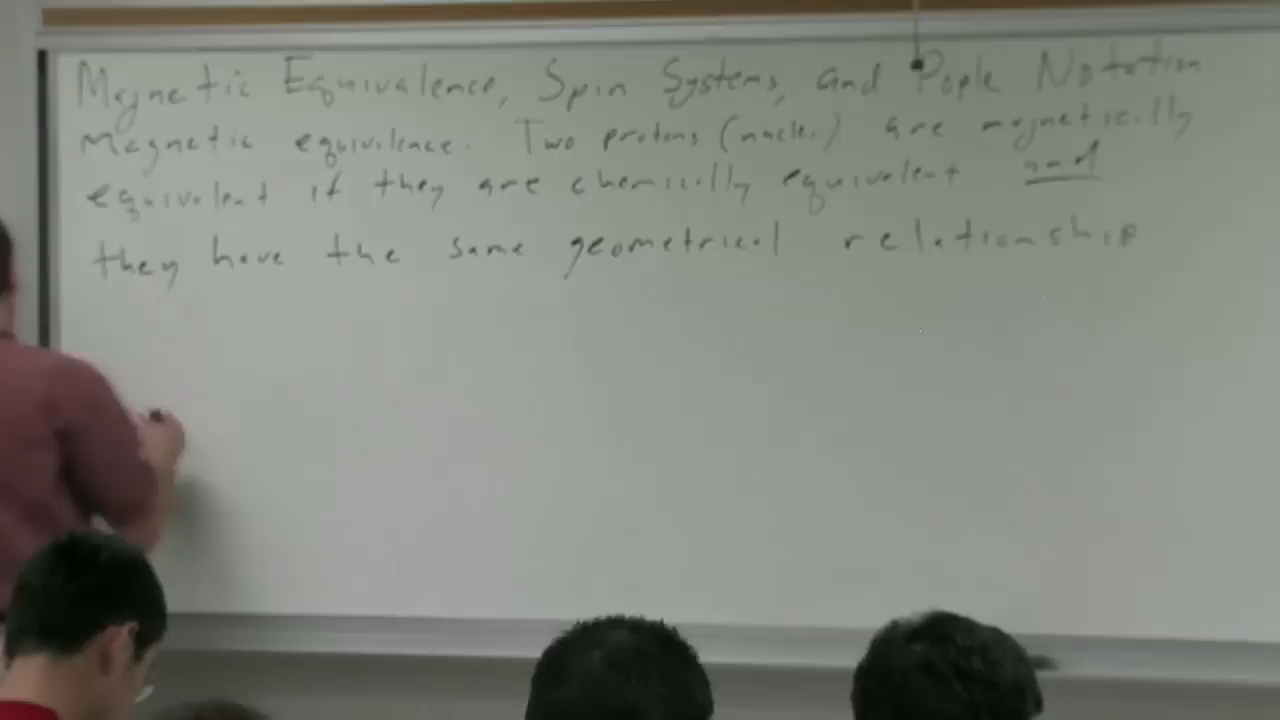 Magnetic Equivalence, Spin Systems, and Pople Notation
Magnetic equivalence. Two protons (nuclei) are magnetically
equivalent if they are chemically equivalent and
they have the same geometrical relationship